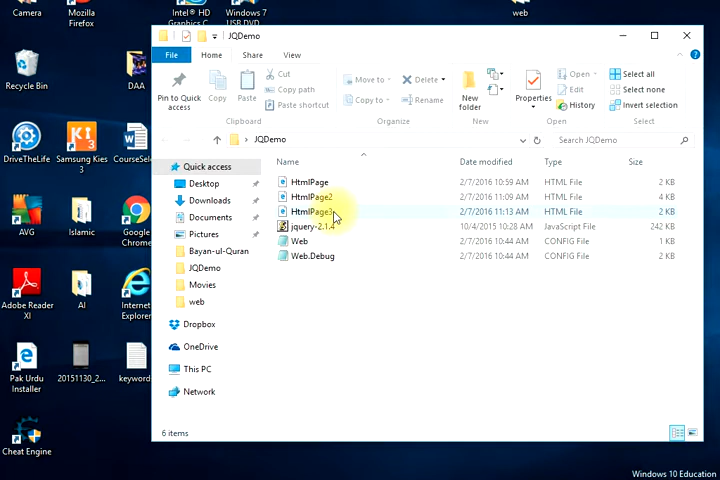 Camera
Mozilla
Firefox
Intel® HD
Graphics C
Windows 7
USB DVD
web
Recycle Bin
DAA
DriveTheLife
Samsung Kies
3
CourseSelec
AVG
Islamic
Google
Chrome
Adobe Reader
XI
AI
Internet
Explorer
Pak Urdu
Installer
20151130_2...
keyword
Cheat Engine
JQDemo
File
Home
Share
View
Pin to Quick
access
Copy
Paste
Cut
Copy path
Paste shortcut
Clipboard
Move to
Copy to
Delete
Rename
Organize
New
folder
New
Properties
Open
Edit
History
Open
Select all
Select none
Invert selection
Select
JQDemo
Search JQDemo
Quick access
Desktop
Downloads
Documents
Pictures
Bayan-ul-Quran
JQDemo
Movies
web
Dropbox
OneDrive
This PC
Network
Name Date modified Type Size
HtmlPage 2/7/2016 10:59 AM HTML File 2 KB
HtmlPage2 2/7/2016 11:09 AM HTML File 4 KB
HtmlPage3 2/7/2016 11:13 AM HTML File 2 KB
jquery-2.1.4 10/4/2015 10:28 AM JavaScript File 242 KB
Web 2/7/2016 10:44 AM CONFIG File 1 KB
Web.Debug 2/7/2016 10:44 AM CONFIG File 2 KB
6 items
Windows 10 Education